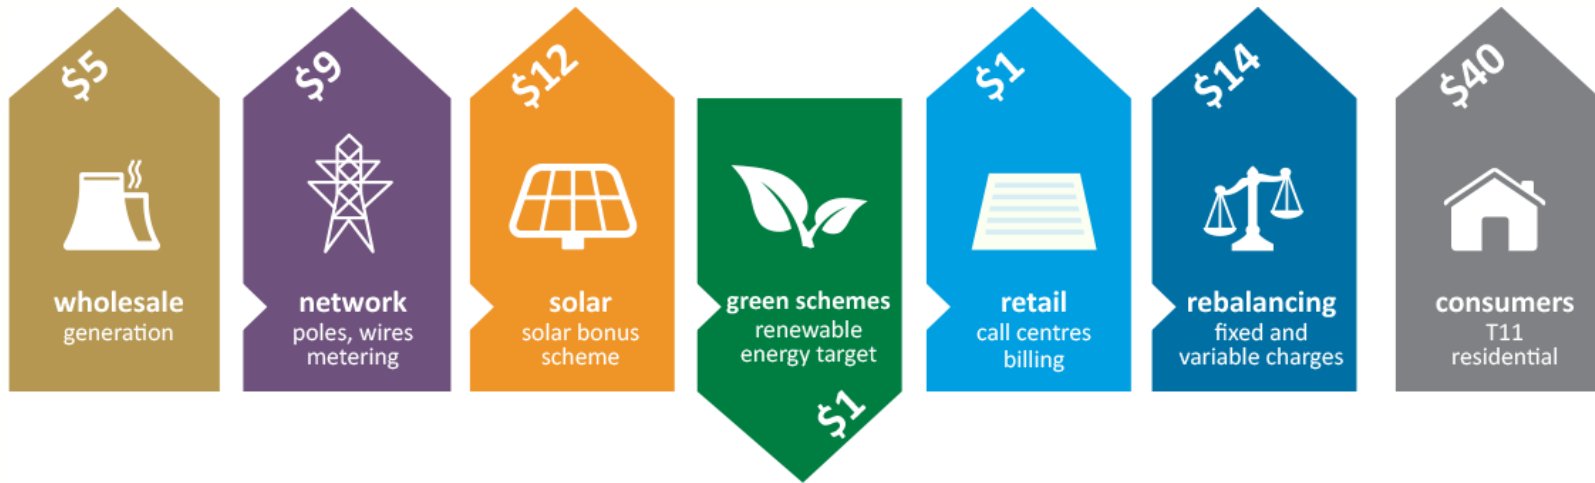 $5
wholesale
generation
$9
network
poles, wires
metering
$12
solar
solar bonus
scheme
green schemes
renewable
energy target
$1
$1
retail
call centres
billing
$14
rebalancing
fixed and
variable charges
$40
consumers
T11
residential